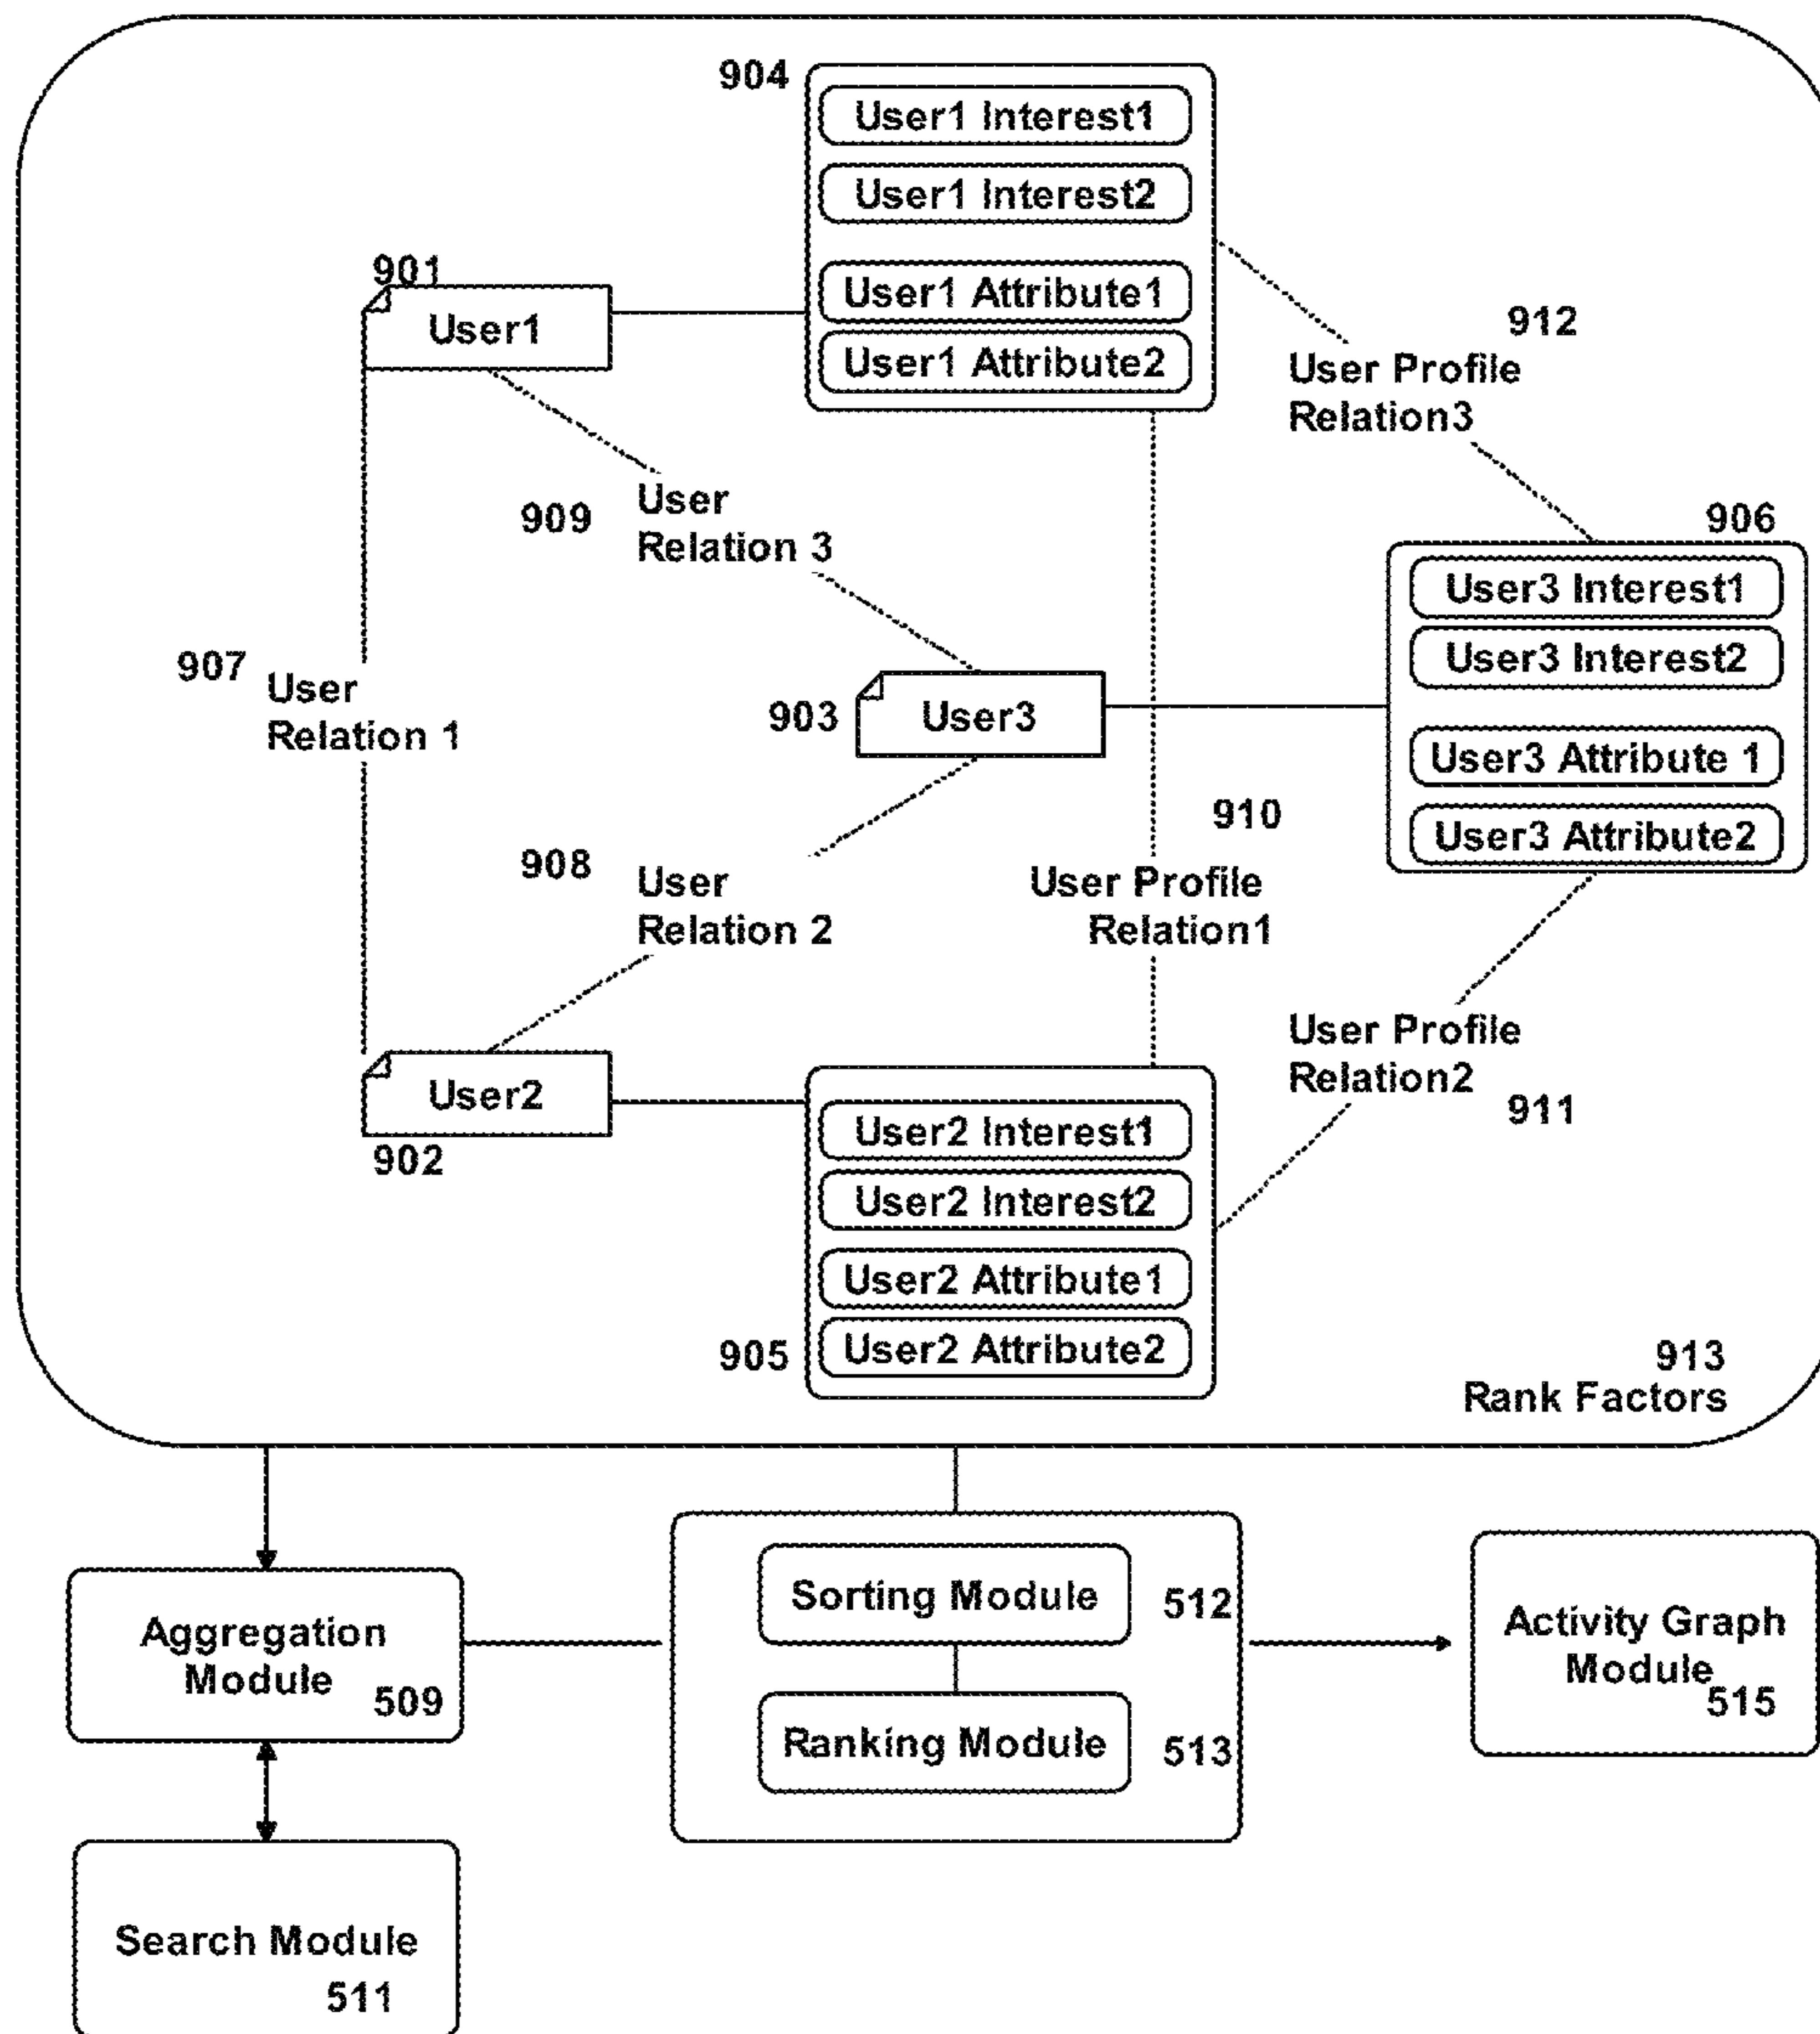 904
User1 Interest1
User1 Interest2
User1 Attribute1
User1 Attribute2
901
User1
912
User Profile
Relation3
909
User
Relation 3
906
User3 Interest1
User3 Interest2
User3 Attribute 1
User3 Attribute2
907
User
Relation 1
903
User3
910
User Profile
Relation1
908
User
Relation 2
User Profile
Relation2
911
User2
902
User2 Interest1
User2 Interest2
User2 Attribute1
User2 Attribute2
905
913
Rank Factors
Aggregation
Module
509
Sorting Module
512
Ranking Module
513
Activity Graph
Module
515
Search Module
511